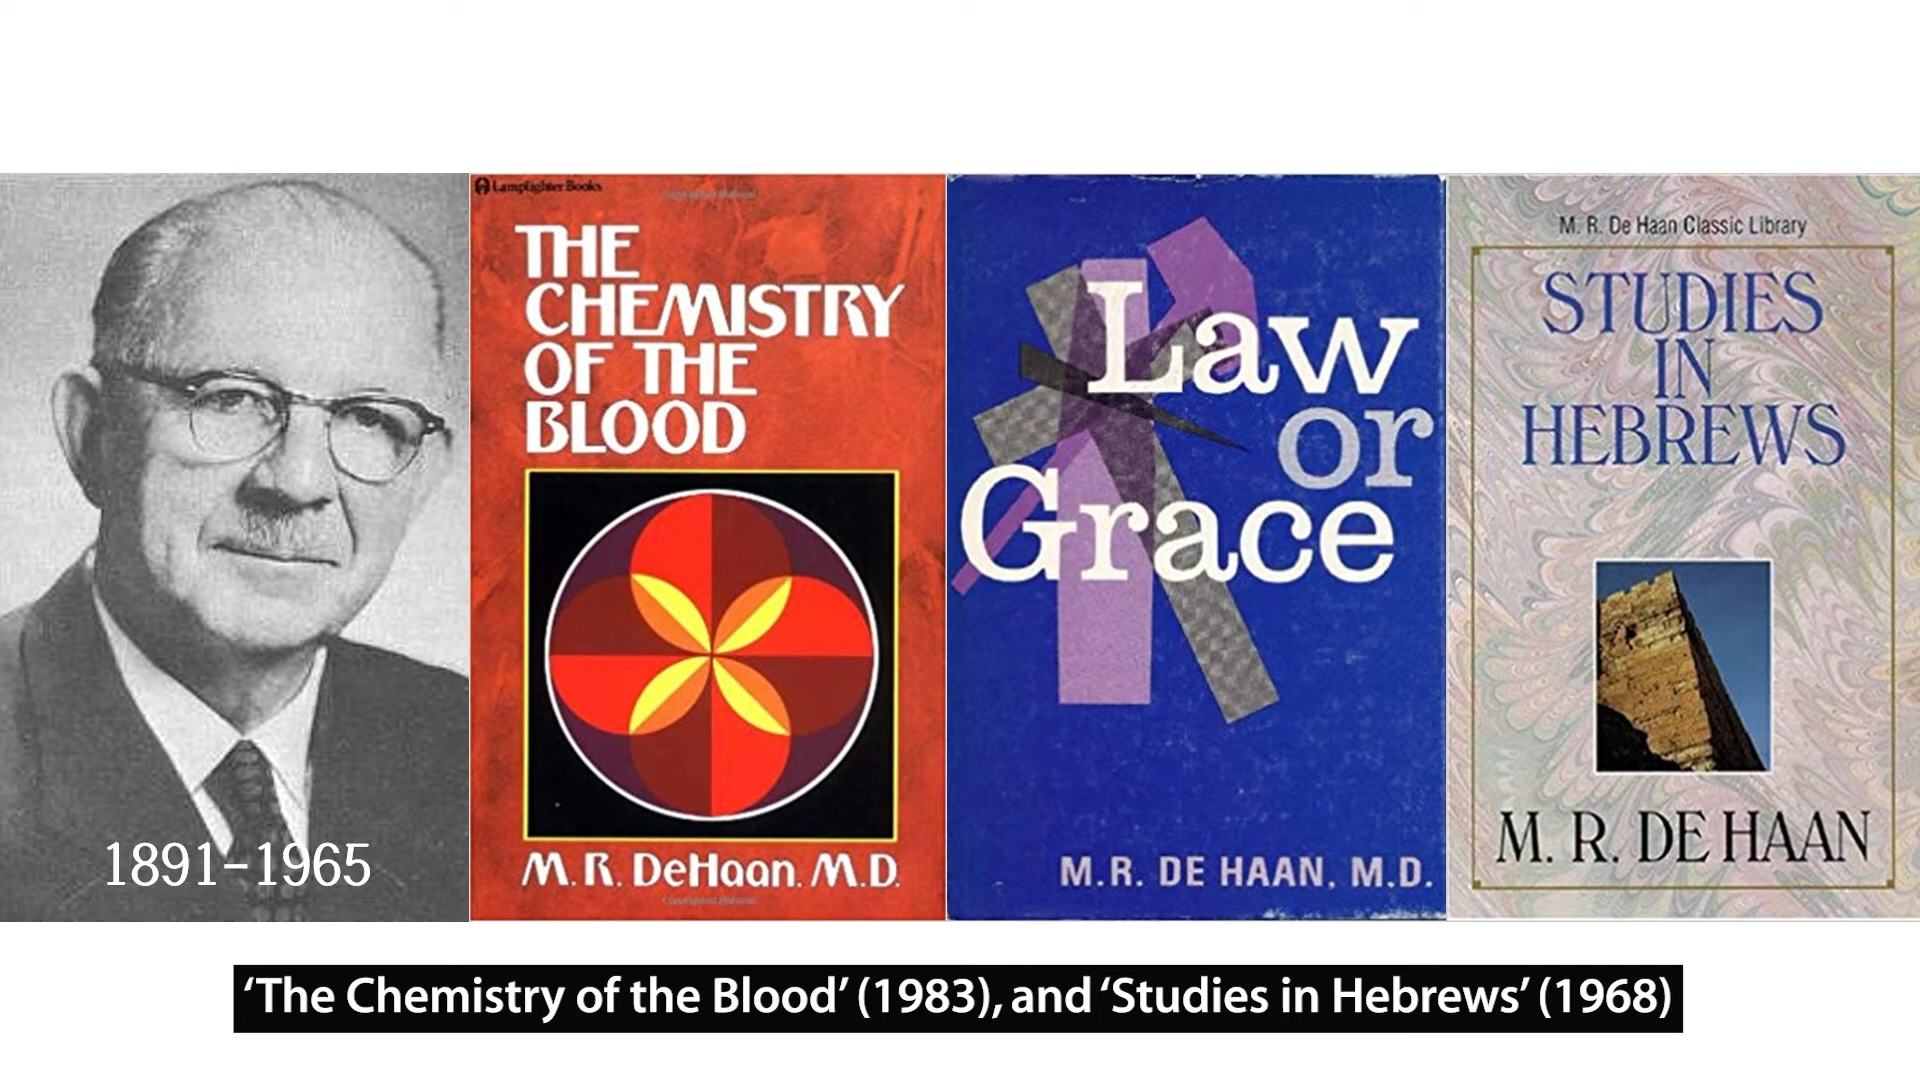 1891-1965
Lamplighter Books
THE
CHEMISTRY
OF THE
BLOOD
M. R. DeHaan. M.D.
Law
or
Grace
M.R. DE HAAN, M.D.
M. R. De Haan Classic Library
STUDIES
IN
HEBREWS
M. R. DE HAAN
‘The Chemistry of the Blood’ (1983), and ‘Studies in Hebrews’ (1968)